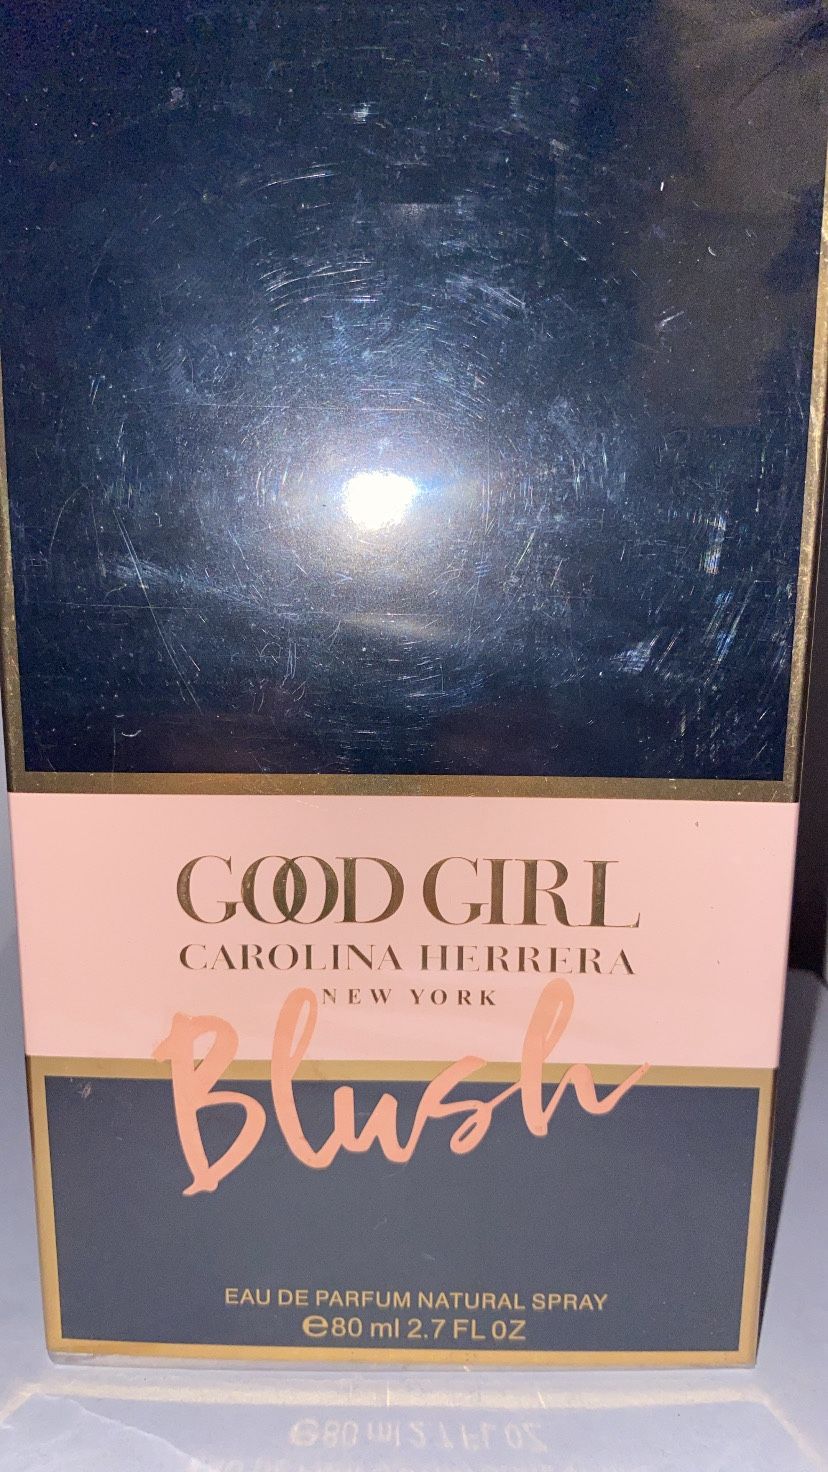 GOOD GIRL
CAROLINA HERRERA
NEW YORK
Blush
EAU DE PARFUM NATURAL SPRAY
℮80 ml 2.7 FL OZ